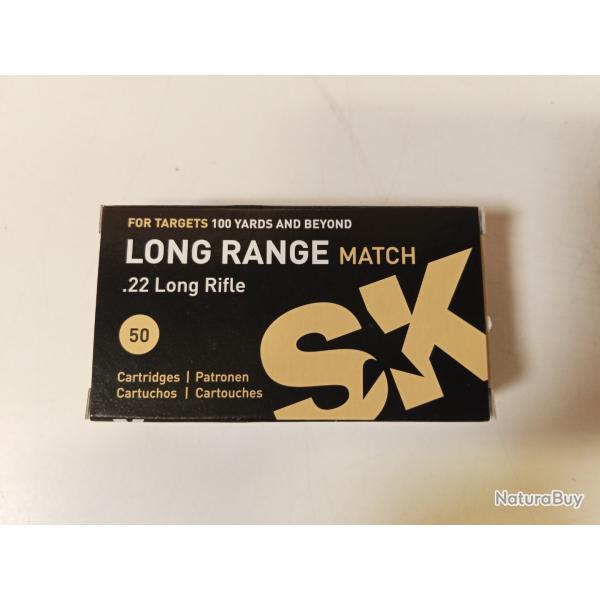 FOR TARGETS 100 YARDS AND BEYOND
LONG RANGE MATCH
.22 Long Rifle
50
SK
Cartridges | Patronen
Cartuchos | Cartouches
NaturaBuy